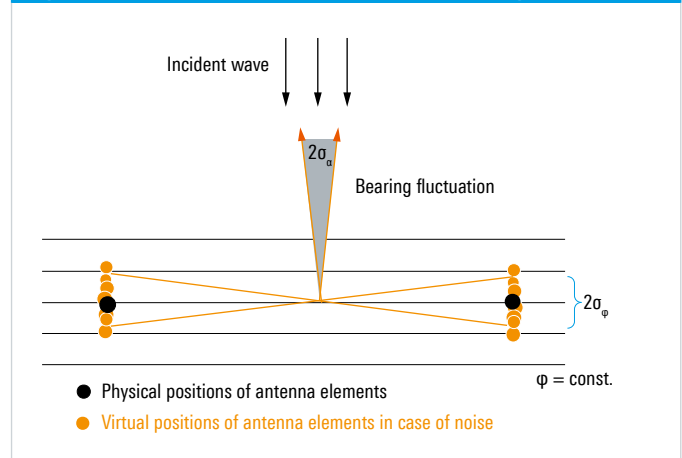 Incident wave
2σα
Bearing fluctuation
2σφ
φ = const.
Physical positions of antenna elements
Virtual positions of antenna elements in case of noise